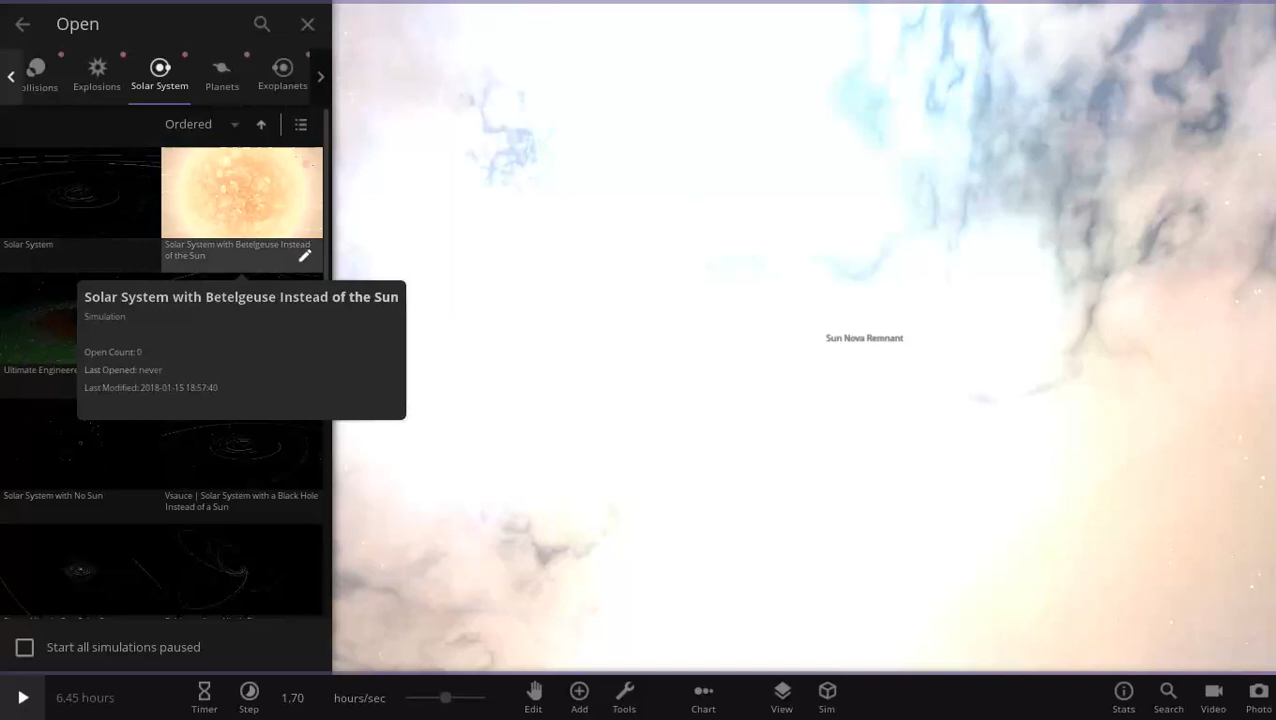 Open
ollisions
Explosions
Solar System
Planets
Exoplanets
Ordered
Solar System
Solar System with Betelgeuse Instead
of the Sun
Solar System with Betelgeuse Instead of the Sun
Simulation
Open Count: 0
Last Opened: never
Last Modified: 2018-01-15 18:57:40
Ultimate Engineere
Solar System with No Sun
Vsauce | Solar System with a Black Hole
Instead of a Sun
Sun Nova Remnant
Start all simulations paused
6.45 hours
Timer
Step
1.70
hours/sec
Edit
Add
Tools
Chart
View
Sim
Stats
Search
Video
Photo